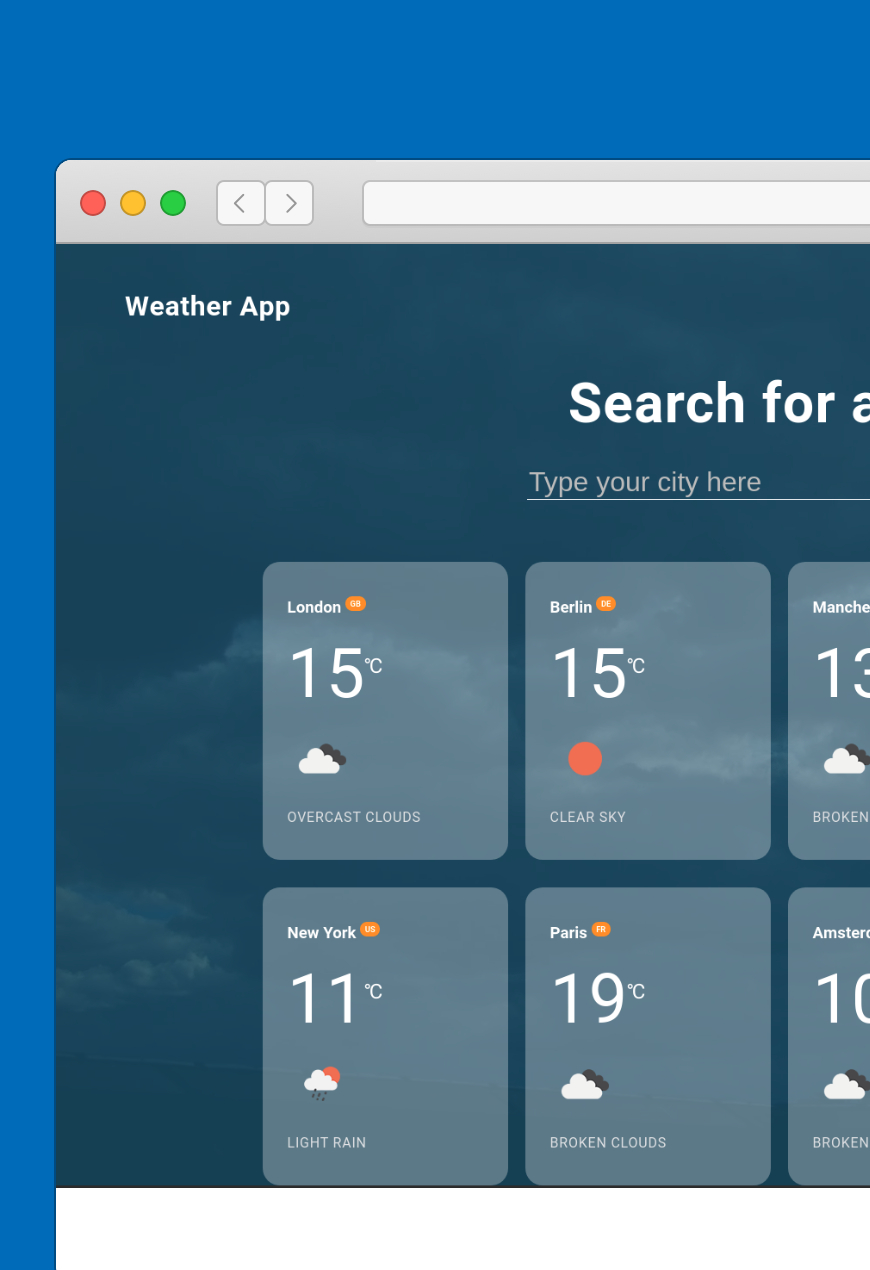 Weather App
Search for a
Type your city here
London GB
15°C
OVERCAST CLOUDS
Berlin DE
15°C
CLEAR SKY
Manche
13
BROKEN
New York US
11°C
LIGHT RAIN
Paris FR
19°C
BROKEN CLOUDS
Amster
10
BROKEN